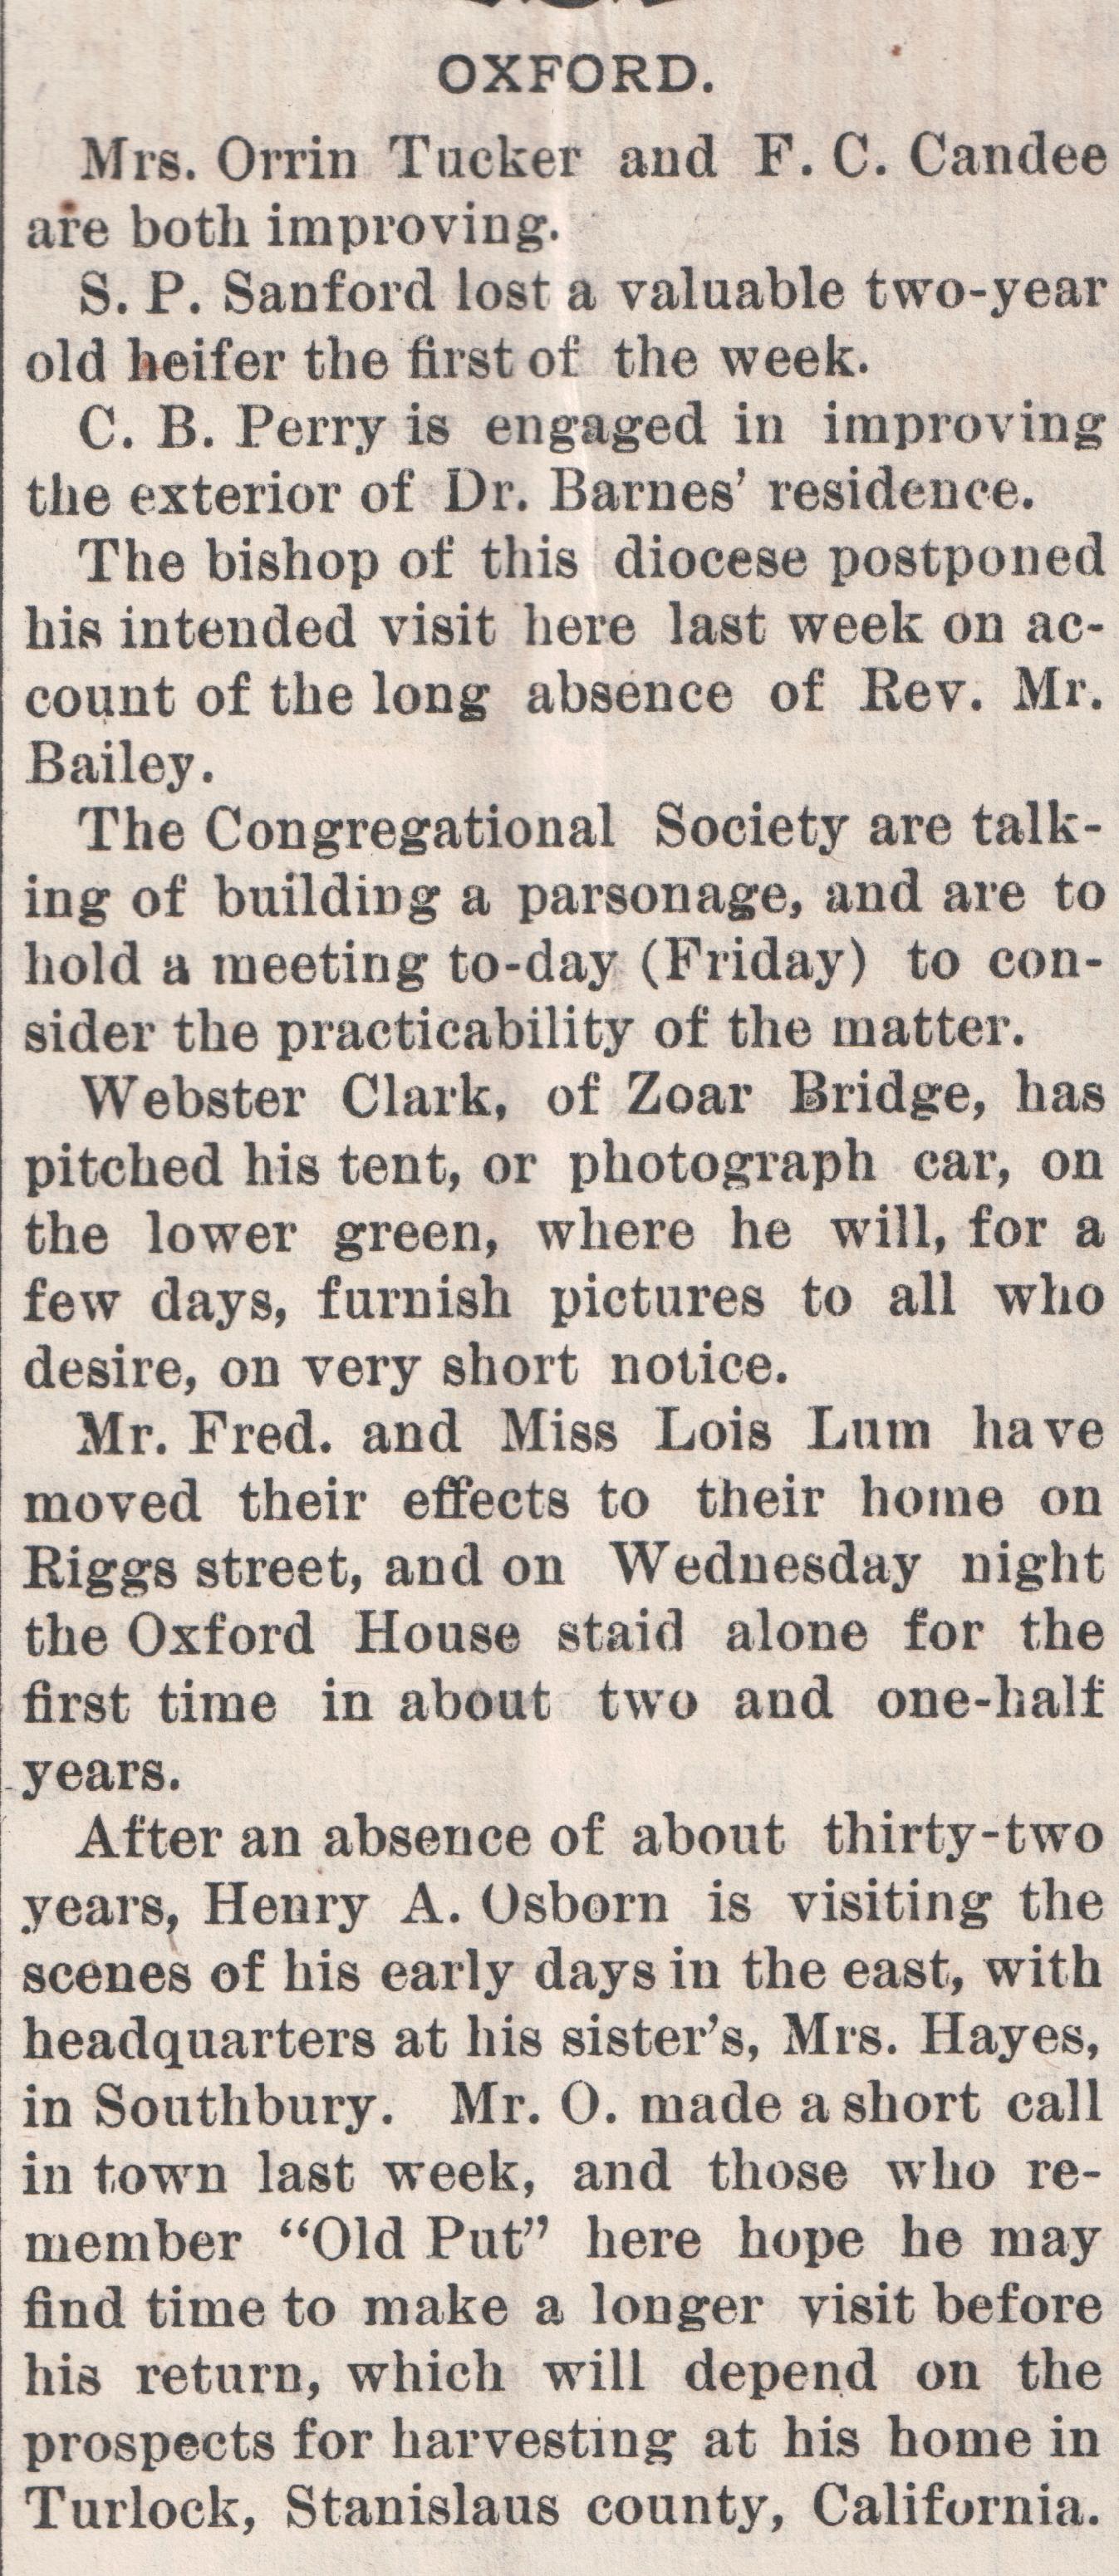 OXFORD.
Mrs. Orrin Tucker and F. C. Candee
are both improving.
S. P. Sanford lost a valuable two-year
old heifer the first of the week.
C. B. Perry is engaged in improving
the exterior of Dr. Barnes' residence.
The bishop of this diocese postponed
his intended visit here last week on ac-
count of the long absence of Rev. Mr.
Bailey.
The Congregational Society are talk-
ing of building a parsonage, and are to
hold a meeting to-day (Friday) to con-
sider the practicability of the matter.
Webster Clark, of Zoar Bridge, has
pitched his tent, or photograph car, on
the lower green, where he will, for a
few days, furnish pictures to all who
desire, on very short notice.
Mr. Fred. and Miss Lois Lum have
moved their effects to their home on
Riggs street, and on Wednesday night
the Oxford House staid alone for the
first time in about two and one-half
years.
After an absence of about thirty-two
years, Henry A. Osborn is visiting the
scenes of his early days in the east, with
headquarters at his sister's, Mrs. Hayes,
in Southbury. Mr. O. made a short call
in town last week, and those who re-
member “Old Put” here hope he may
find time to make a longer visit before
his return, which will depend on the
prospects for harvesting at his home in
Turlock, Stanislaus county, California.